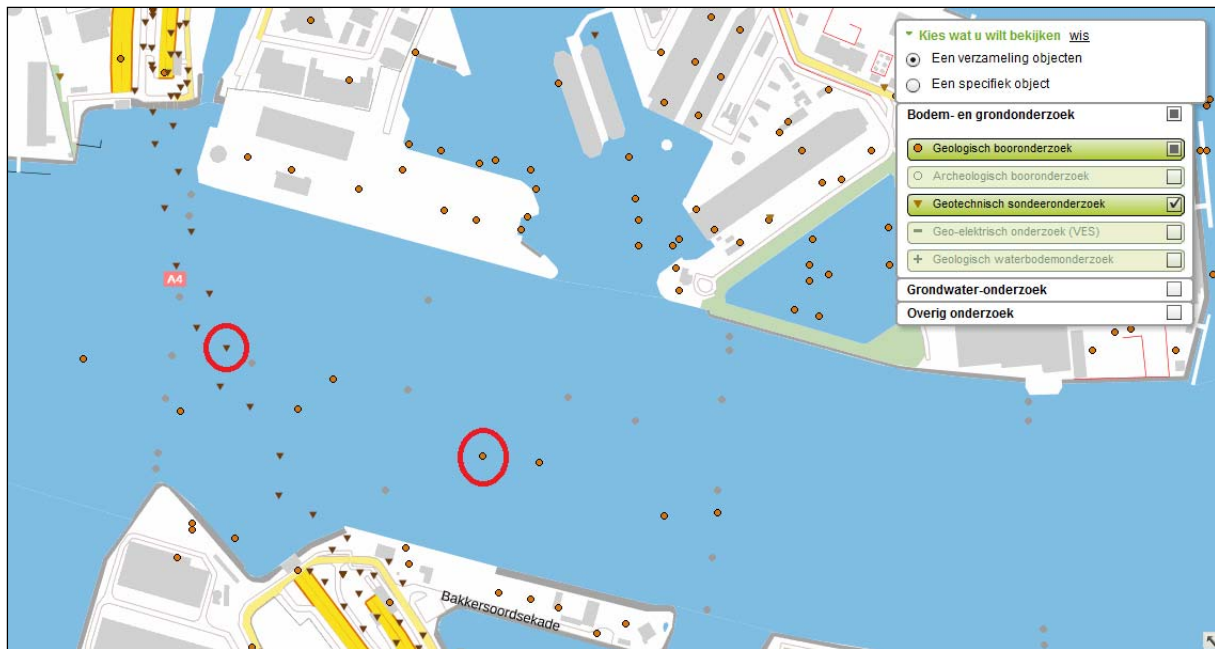 Kies wat u wilt bekijken wis
Een verzameling objecten
Een specifiek object
Bodem- en grondonderzoek
Geologisch booronderzoek
Archeologisch booronderzoek
Geotechnisch sondeeronderzoek
Geo-elektrisch onderzoek (VES)
Geologisch waterbodemonderzoek
Grondwater-onderzoek
Overig onderzoek
A4
Bakkersoordsekade